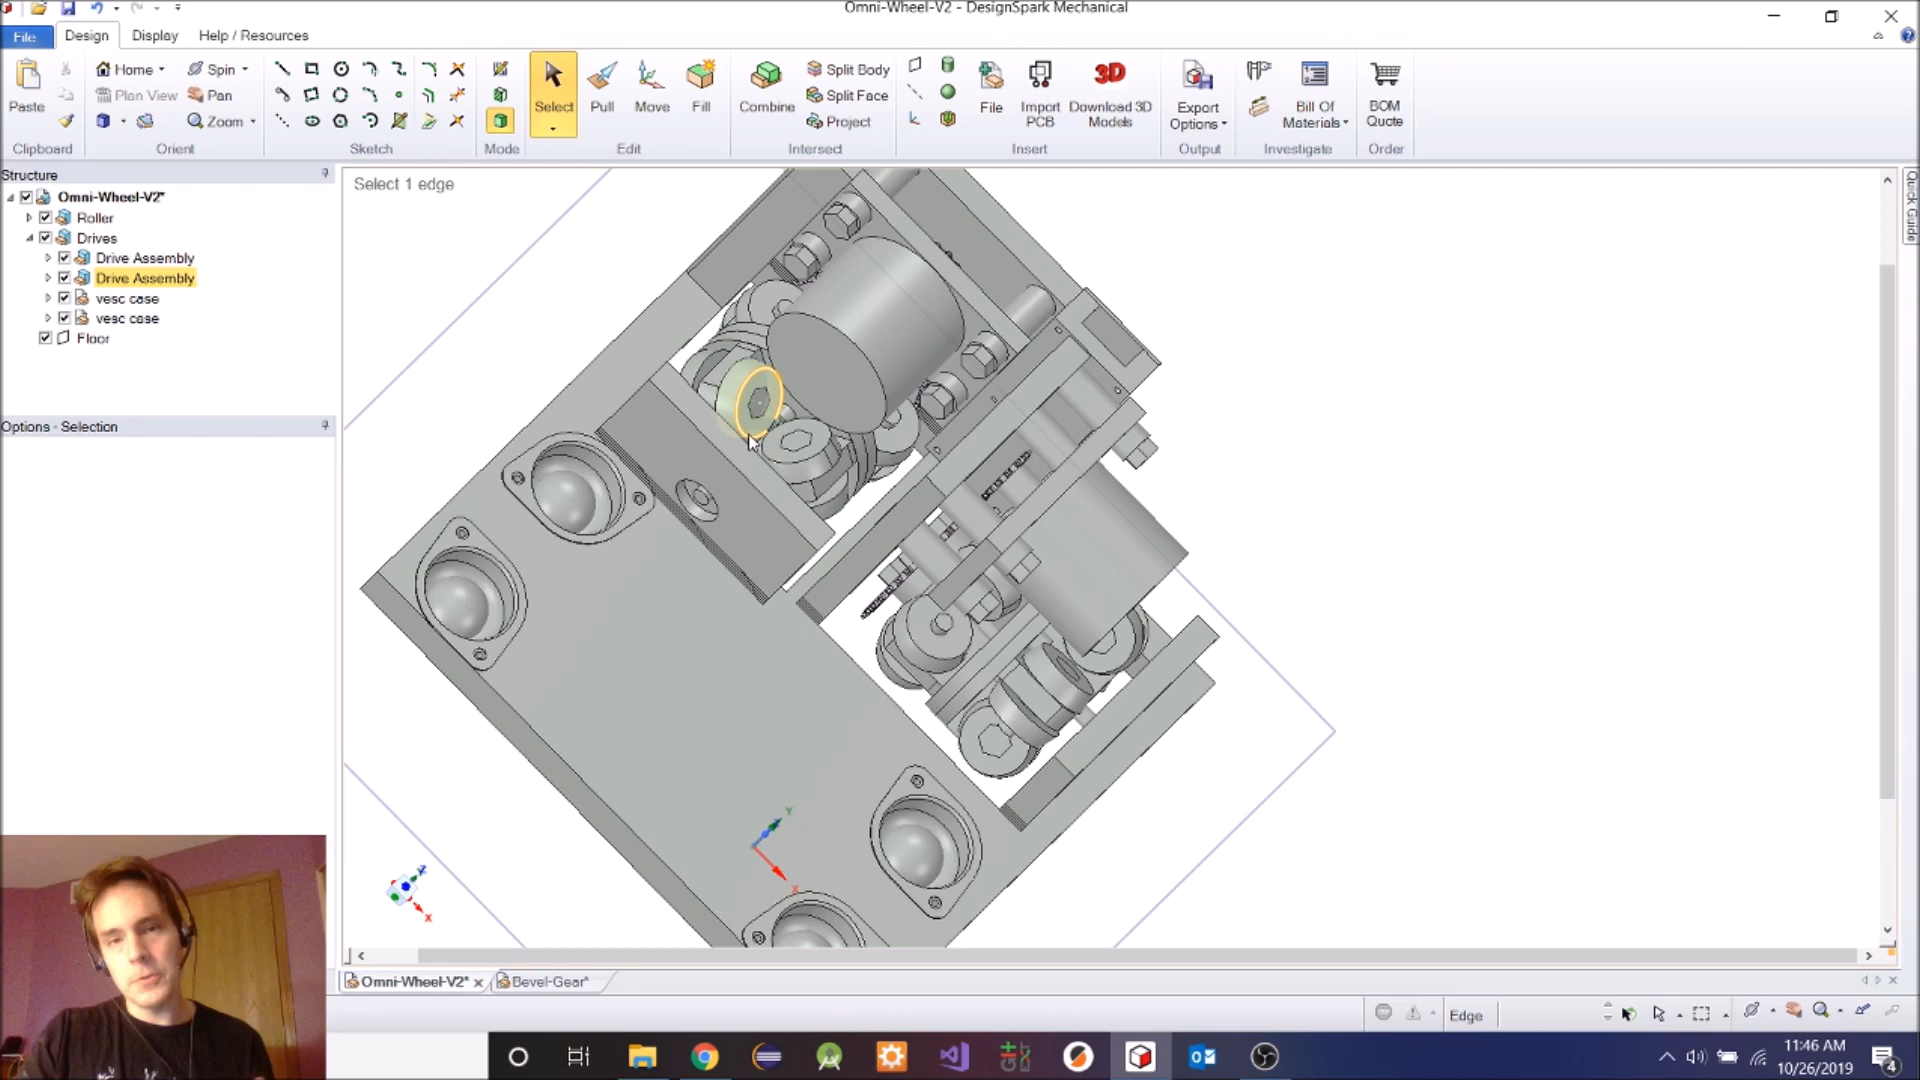 Omni-Wheel-V2 - DesignSpark Mechanical
File
Design
Display
Help / Resources
Paste
Home
Spin
Plan View
Pan
Zoom
Select
Pull
Move
Fill
Combine
Split Body
Split Face
Project
File
Import PCB
Download 3D Models
3D
Export Options
Bill Of Materials
BOM Quote
Clipboard
Orient
Sketch
Mode
Edit
Intersect
Insert
Output
Investigate
Order
Structure
Omni-Wheel-V2*
Roller
Drives
Drive Assembly
Drive Assembly
vesc case
vesc case
Floor
Options - Selection
Select 1 edge
Quick Guide
Y
X
Z
X
Omni-Wheel-V2*
Bevel-Gear*
Edge
11:46 AM
10/26/2019
4